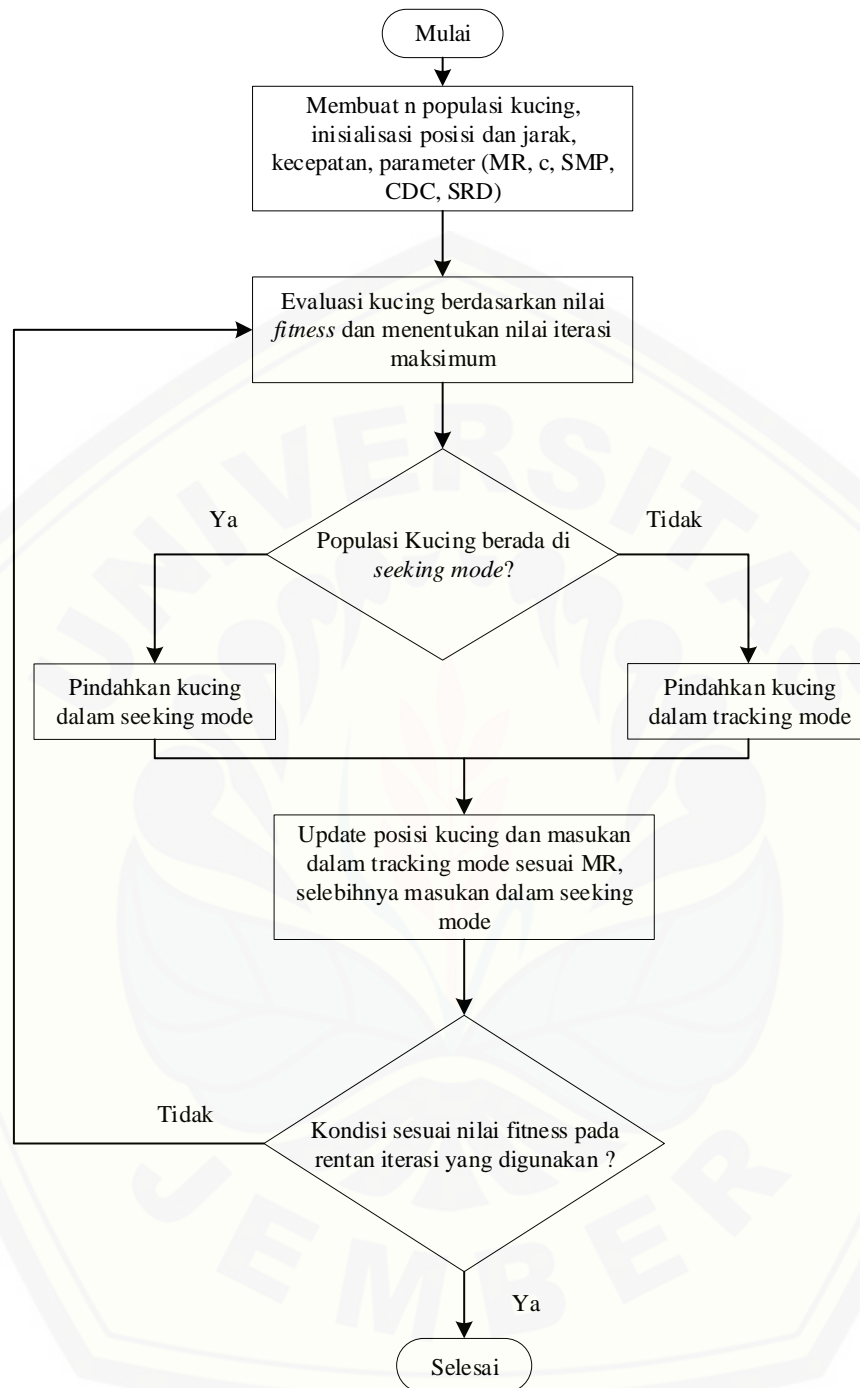 Mulai
Membuat n populasi kucing,
inisialisasi posisi dan jarak,
kecepatan, parameter (MR, c, SMP,
CDC, SRD)
Evaluasi kucing berdasarkan nilai
fitness dan menentukan nilai iterasi
maksimum
Ya
Tidak
Populasi Kucing berada di
seeking mode?
Pindahkan kucing
dalam seeking mode
Pindahkan kucing
dalam tracking mode
Update posisi kucing dan masukan
dalam tracking mode sesuai MR,
selebihnya masukan dalam seeking
mode
Tidak
Kondisi sesuai nilai fitness pada
rentan iterasi yang digunakan ?
Ya
Selesai
UNIVERSITAS
JEMBER